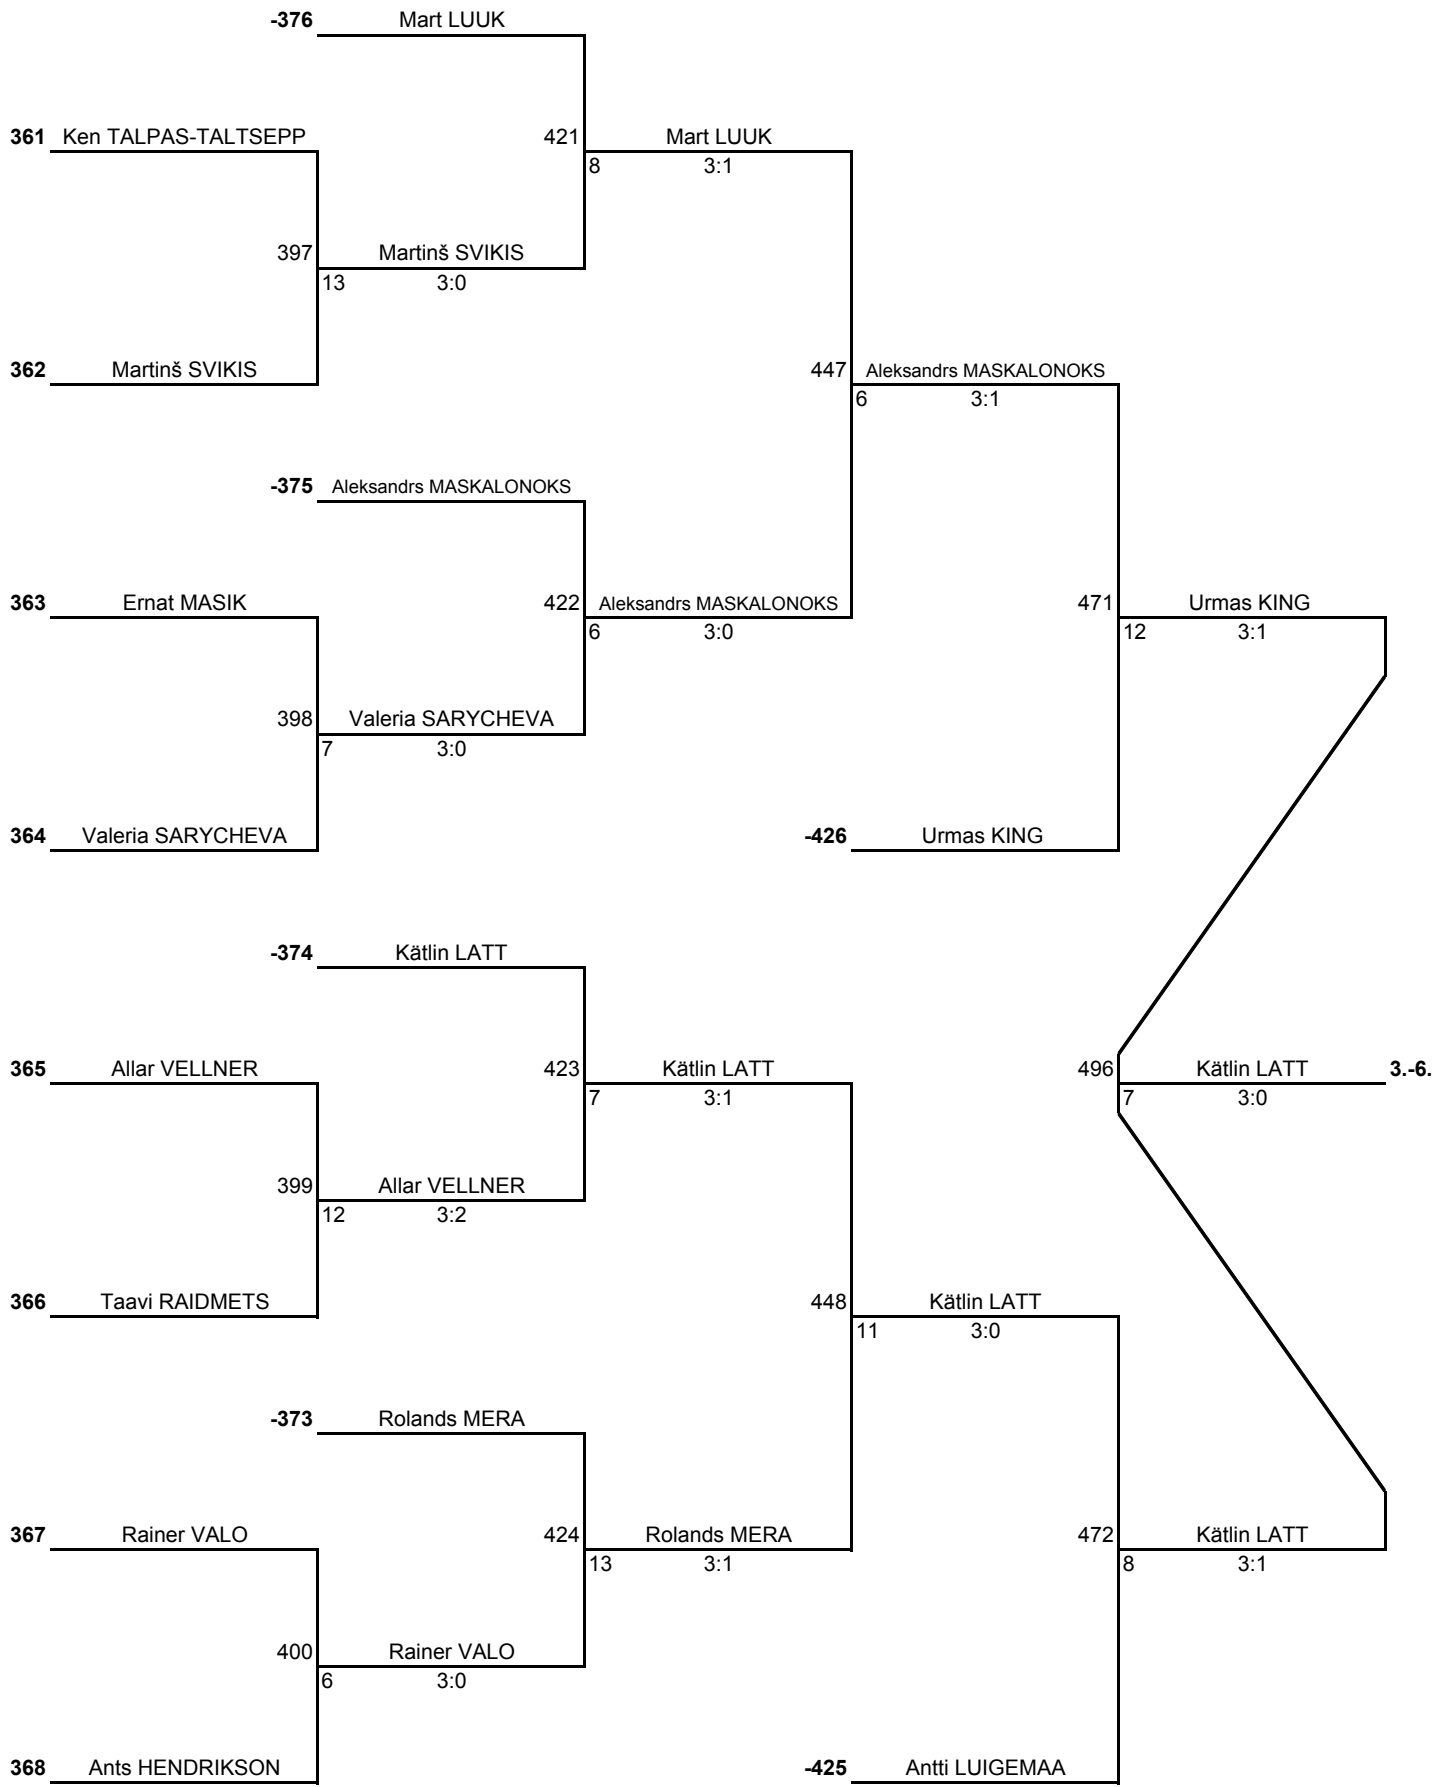 -376 Mart LUUK
361 Ken TALPAS-TALTSEPP 421 Mart LUUK
8 3:1
397 Martinš SVIKIS
13 3:0
362 Martinš SVIKIS 447 Aleksandrs MASKALONOKS
6 3:1
-375 Aleksandrs MASKALONOKS
363 Ernat MASIK 422 Aleksandrs MASKALONOKS 471 Urmas KING
6 3:0 12 3:1
398 Valeria SARYCHEVA
7 3:0
364 Valeria SARYCHEVA -426 Urmas KING
-374 Kätlin LATT
365 Allar VELLNER 423 Kätlin LATT 496 Kätlin LATT 3.-6.
7 3:1 7 3:0
399 Allar VELLNER
12 3:2
366 Taavi RAIDMETS 448 Kätlin LATT
11 3:0
-373 Rolands MERA
367 Rainer VALO 424 Rolands MERA 472 Kätlin LATT
13 3:1 8 3:1
400 Rainer VALO
6 3:0
368 Ants HENDRIKSON -425 Antti LUIGEMAA